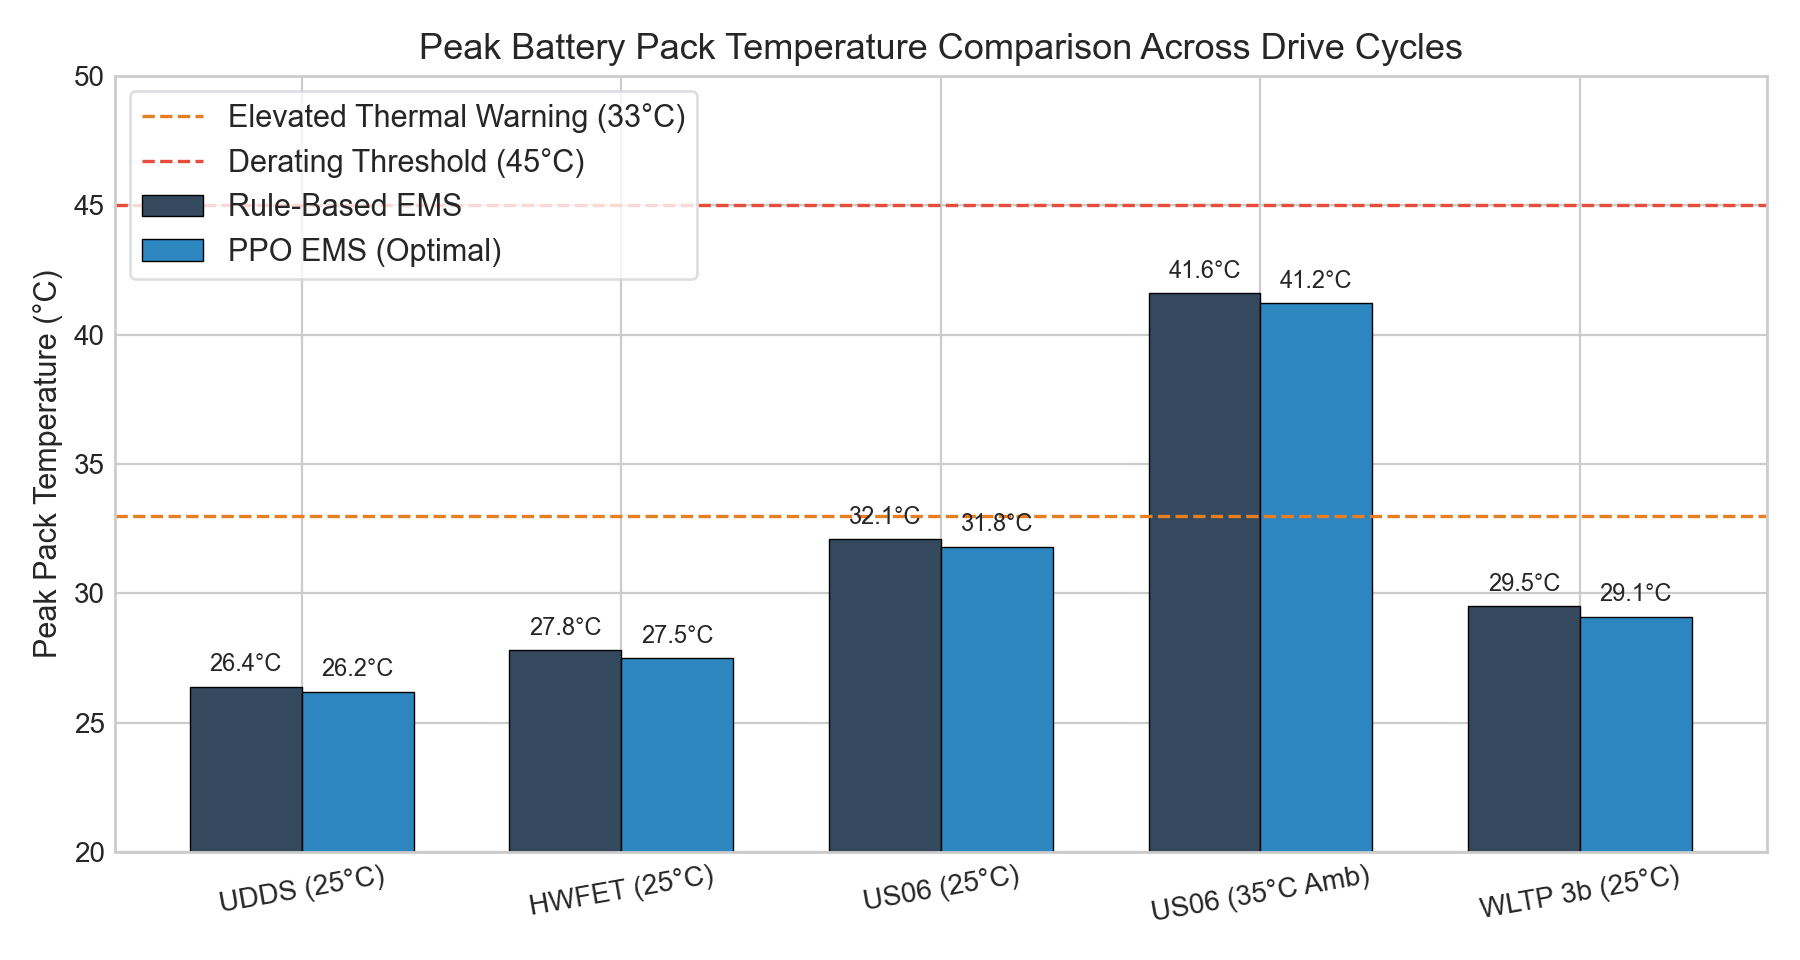 Peak Battery Pack Temperature Comparison Across Drive Cycles
Peak Pack Temperature (°C)
50
45
40
35
30
25
20
Elevated Thermal Warning (33°C)
Derating Threshold (45°C)
Rule-Based EMS
PPO EMS (Optimal)
26.4°C
26.2°C
27.8°C
27.5°C
32.1°C
31.8°C
41.6°C
41.2°C
29.5°C
29.1°C
UDDS (25°C)
HWFET (25°C)
US06 (25°C)
US06 (35°C Amb)
WLTP 3b (25°C)